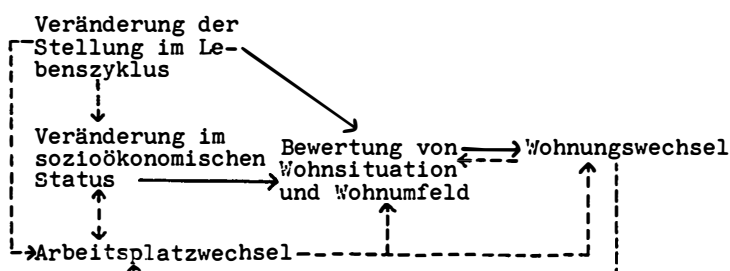 Veränderung der
Stellung im Le-
benszyklus
Veränderung im
sozioökonomischen
Status
Bewertung von
Wohnsituation
und Wohnumfeld
Wohnungswechsel
Arbeitsplatzwechsel